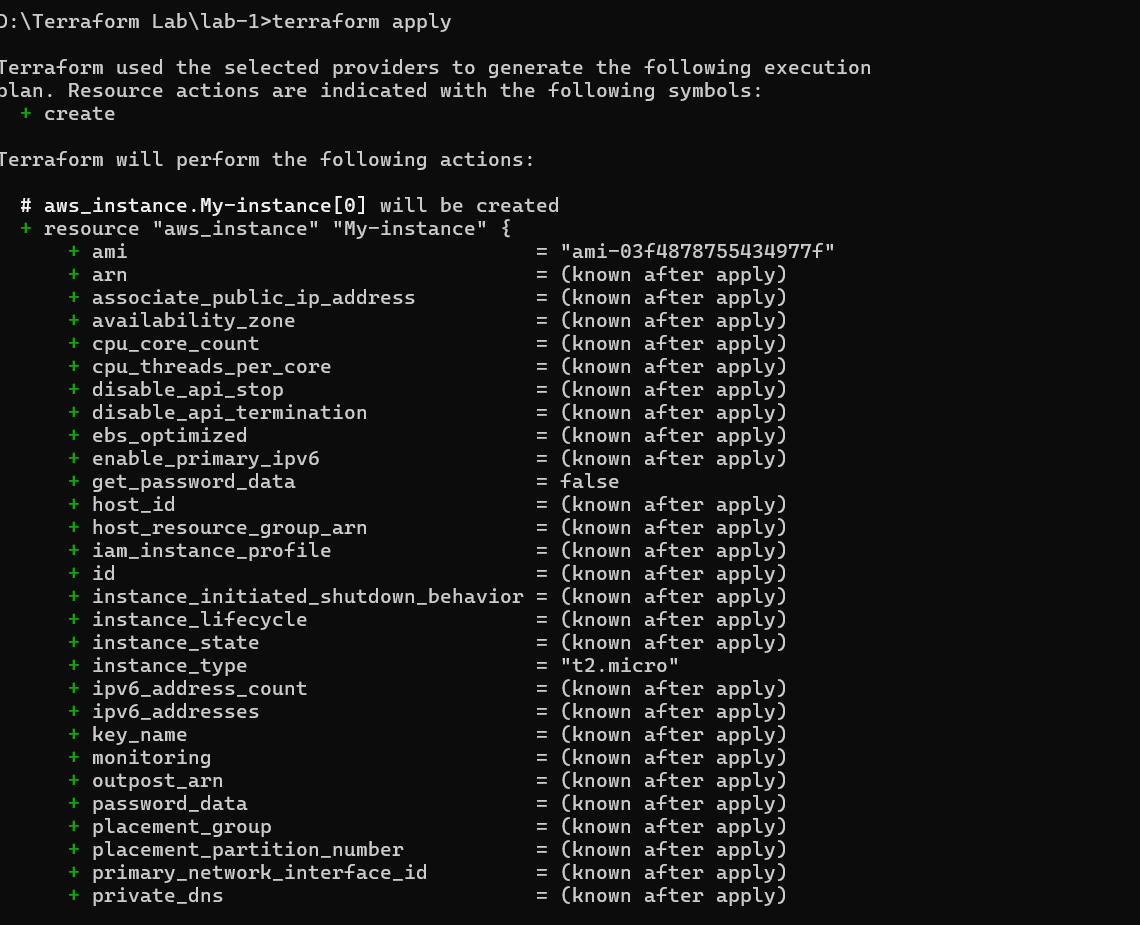 D:\Terraform Lab\lab-1>terraform apply
Terraform used the selected providers to generate the following execution
plan. Resource actions are indicated with the following symbols:
+ create
Terraform will perform the following actions:
# aws_instance.My-instance[0] will be created
+ resource "aws_instance" "My-instance" {
+ ami = "ami-03f4878755434977f"
+ arn = (known after apply)
+ associate_public_ip_address = (known after apply)
+ availability_zone = (known after apply)
+ cpu_core_count = (known after apply)
+ cpu_threads_per_core = (known after apply)
+ disable_api_stop = (known after apply)
+ disable_api_termination = (known after apply)
+ ebs_optimized = (known after apply)
+ enable_primary_ipv6 = (known after apply)
+ get_password_data = false
+ host_id = (known after apply)
+ host_resource_group_arn = (known after apply)
+ iam_instance_profile = (known after apply)
+ id = (known after apply)
+ instance_initiated_shutdown_behavior = (known after apply)
+ instance_lifecycle = (known after apply)
+ instance_state = (known after apply)
+ instance_type = "t2.micro"
+ ipv6_address_count = (known after apply)
+ ipv6_addresses = (known after apply)
+ key_name = (known after apply)
+ monitoring = (known after apply)
+ outpost_arn = (known after apply)
+ password_data = (known after apply)
+ placement_group = (known after apply)
+ placement_partition_number = (known after apply)
+ primary_network_interface_id = (known after apply)
+ private_dns = (known after apply)